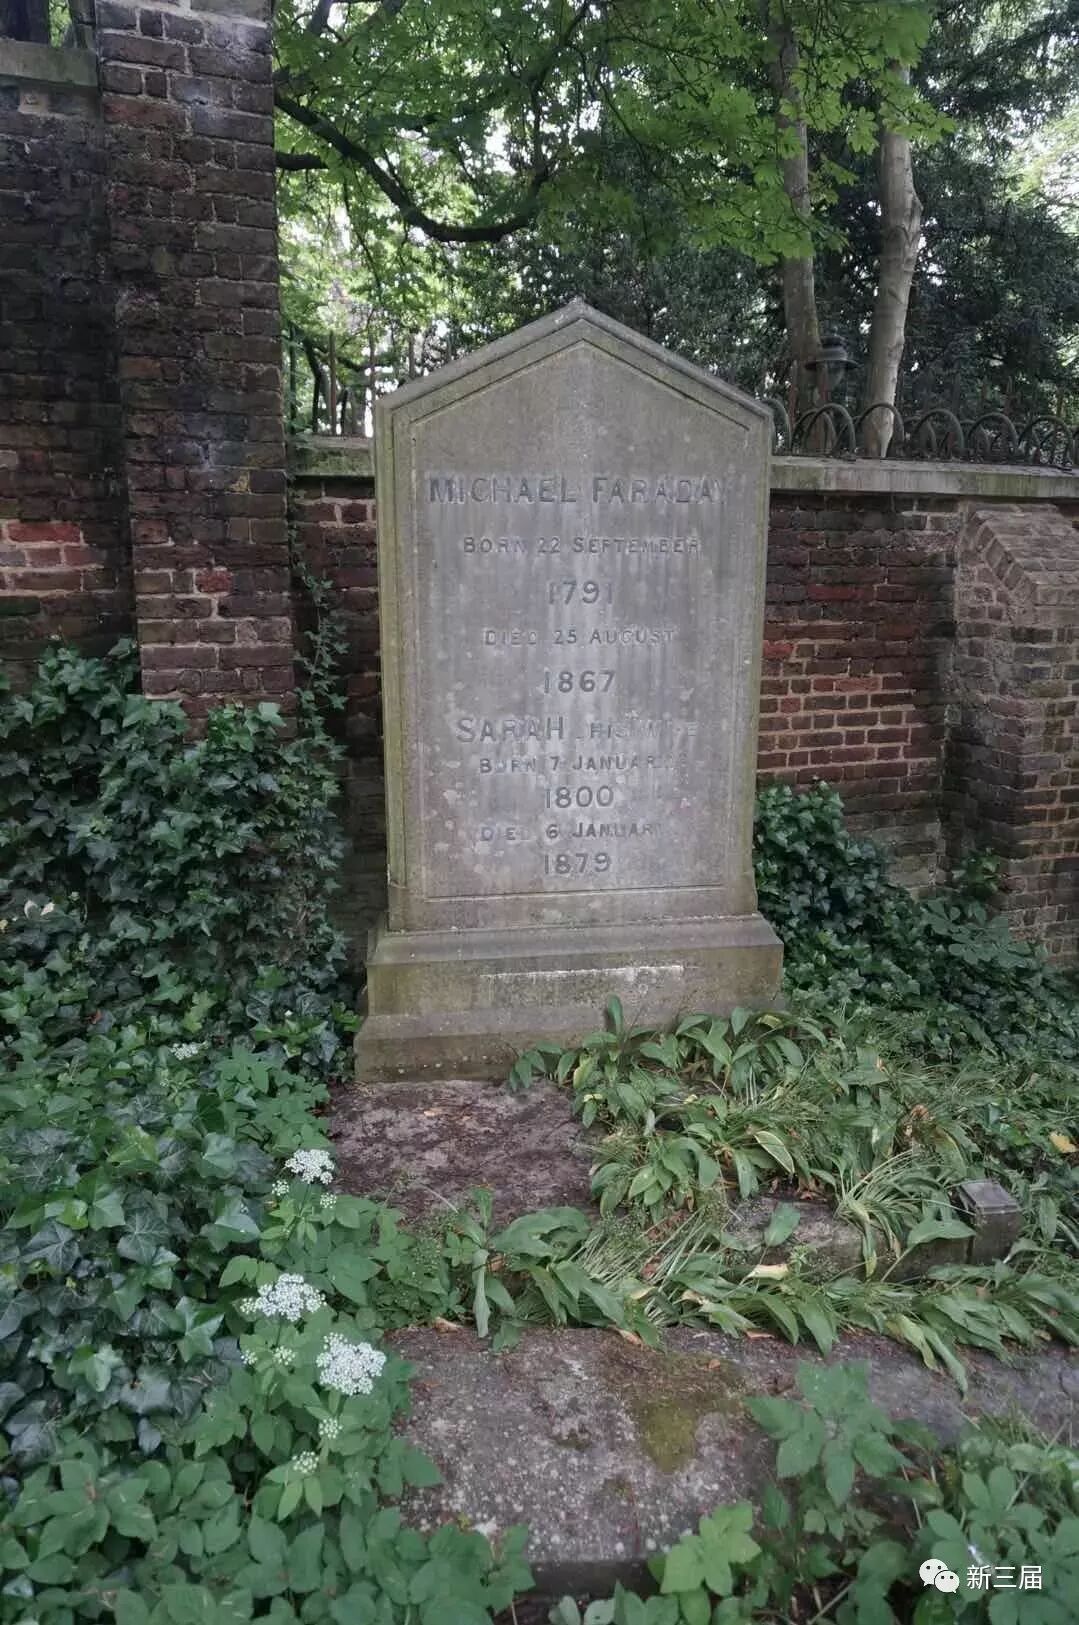 MICHAEL FARADAY
BORN 22 SEPTEMBER
1791
DIED 25 AUGUST
1867
SARAH HIS WIFE
BORN 7 JANUARY
1800
DIED 6 JANUARY
1879
新三届